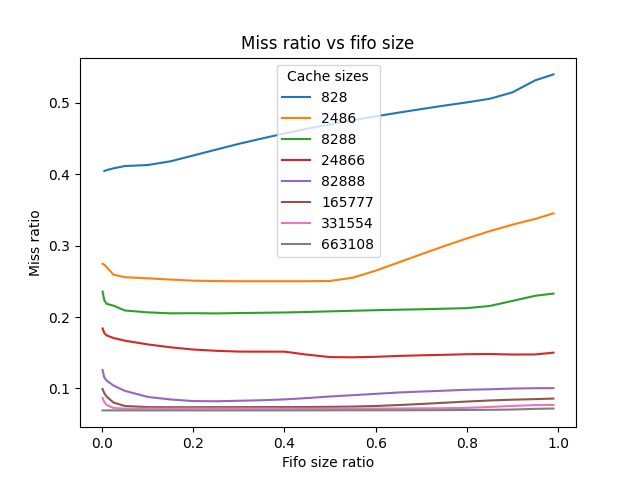 Miss ratio vs fifo size
Cache sizes
828
2486
8288
24866
82888
165777
331554
663108
Miss ratio
0.5
0.4
0.3
0.2
0.1
0.0 0.2 0.4 0.6 0.8 1.0
Fifo size ratio